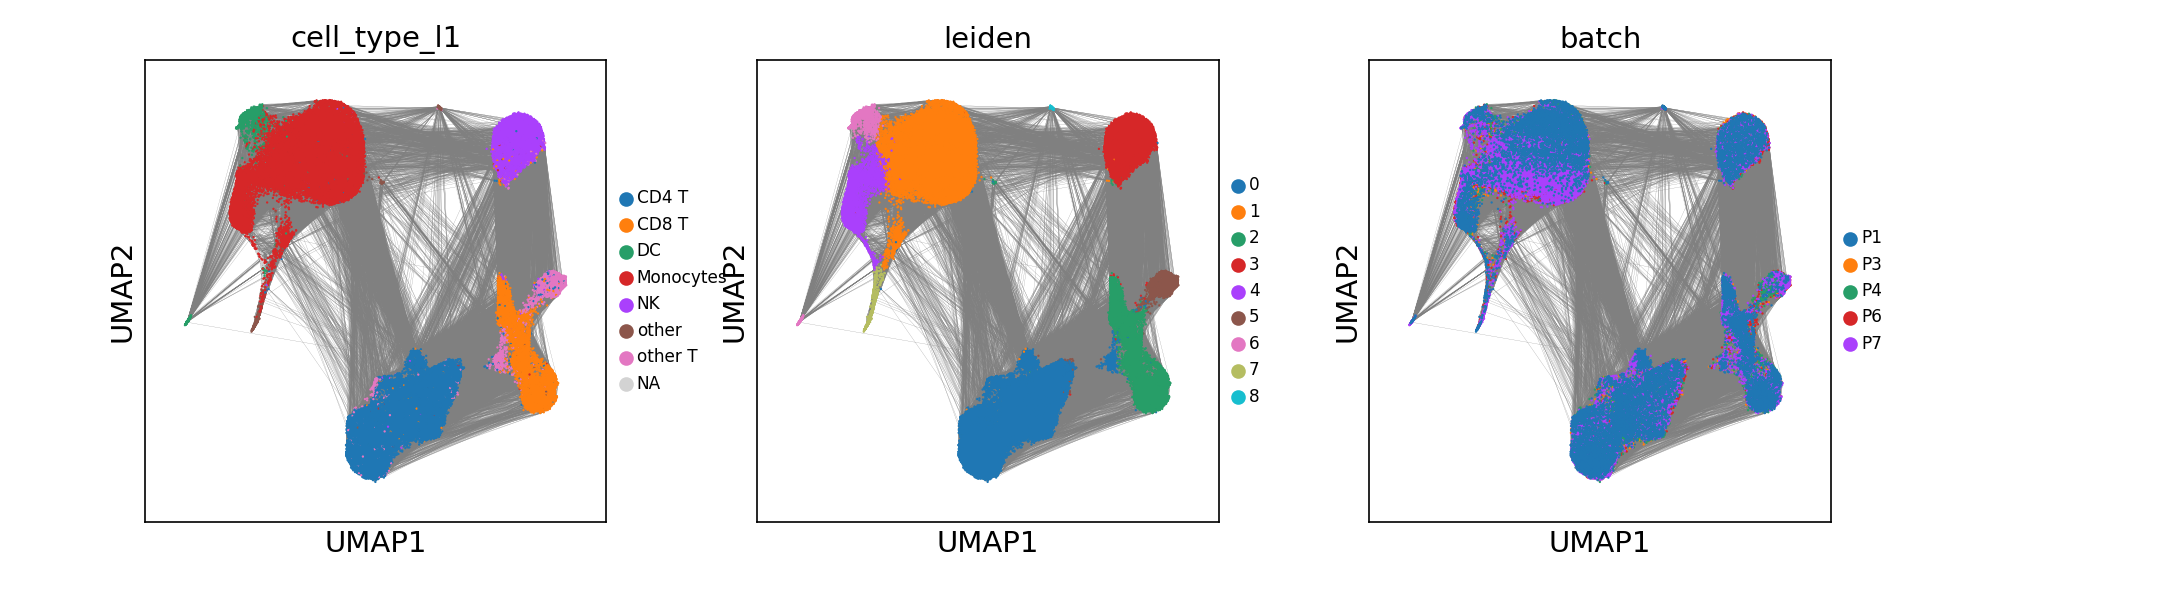 cell_type_l1
UMAP2
UMAP1
CD4 T
CD8 T
DC
Monocytes
NK
other
other T
NA
leiden
UMAP2
UMAP1
0
1
2
3
4
5
6
7
8
batch
UMAP2
UMAP1
P1
P3
P4
P6
P7